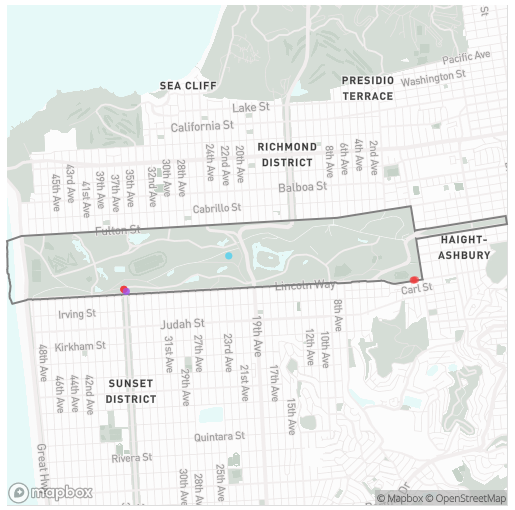 St
Pacific Ave
Washington St
SEA CLIFF
PRESIDIO
TERRACE
Lake St
California St
RICHMOND
DISTRICT
2nd Ave
4th Ave
6th Ave
8th Ave
20th Ave
22nd Ave
24th Ave
28th Ave
30th Ave
32nd Ave
35th Ave
37th Ave
39th Ave
41st Ave
43rd Ave
45th Ave
Balboa St
Cabrillo St
Fulton St
HAIGHT-
ASHBURY
Lincoln Way
Carl St
Irving St
Judah St
Kirkham St
8th Ave
10th Ave
12th Ave
15th Ave
17th Ave
19th Ave
21st Ave
23rd Ave
27th Ave
29th Ave
31st Ave
42nd Ave
44th Ave
46th Ave
48th Ave
SUNSET
DISTRICT
Quintara St
Rivera St
25th Ave
28th Ave
30th Ave
Great Hw
Dr
mapbox
© Mapbox © OpenStreetMap